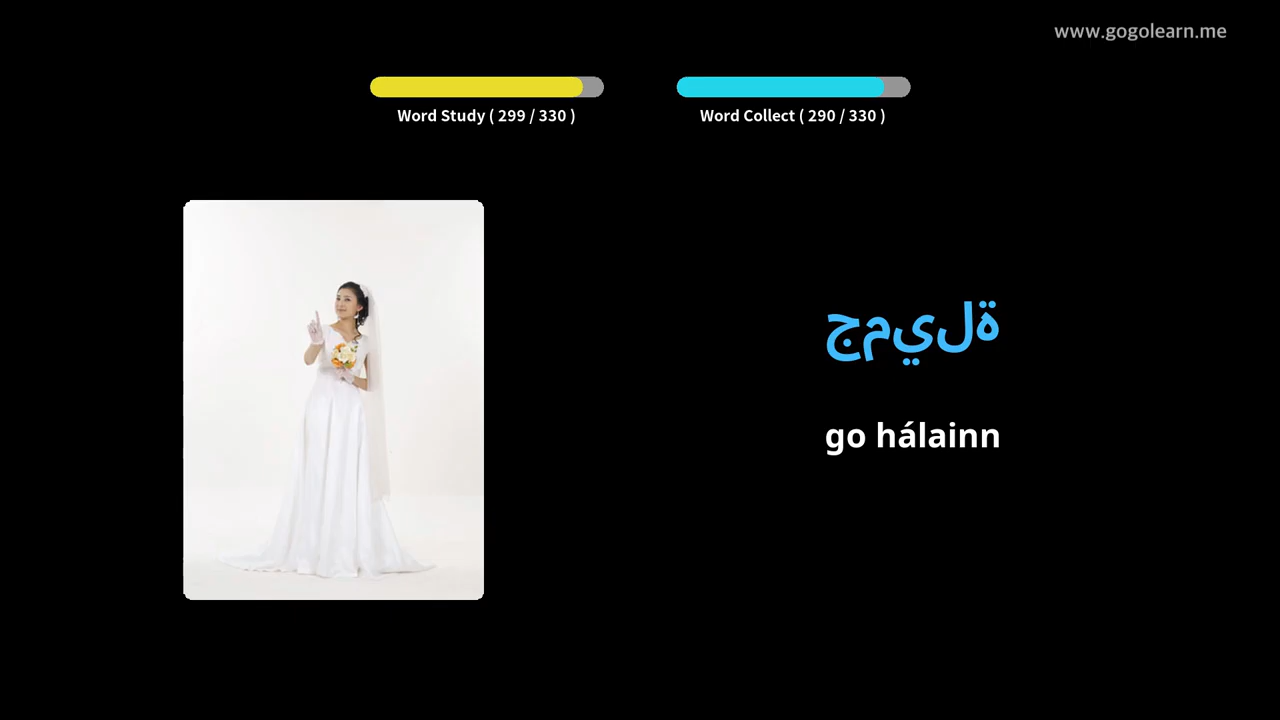 www.gogolearn.me
Word Study ( 299 / 330 )
Word Collect ( 290 / 330 )
جميلة
go hálainn